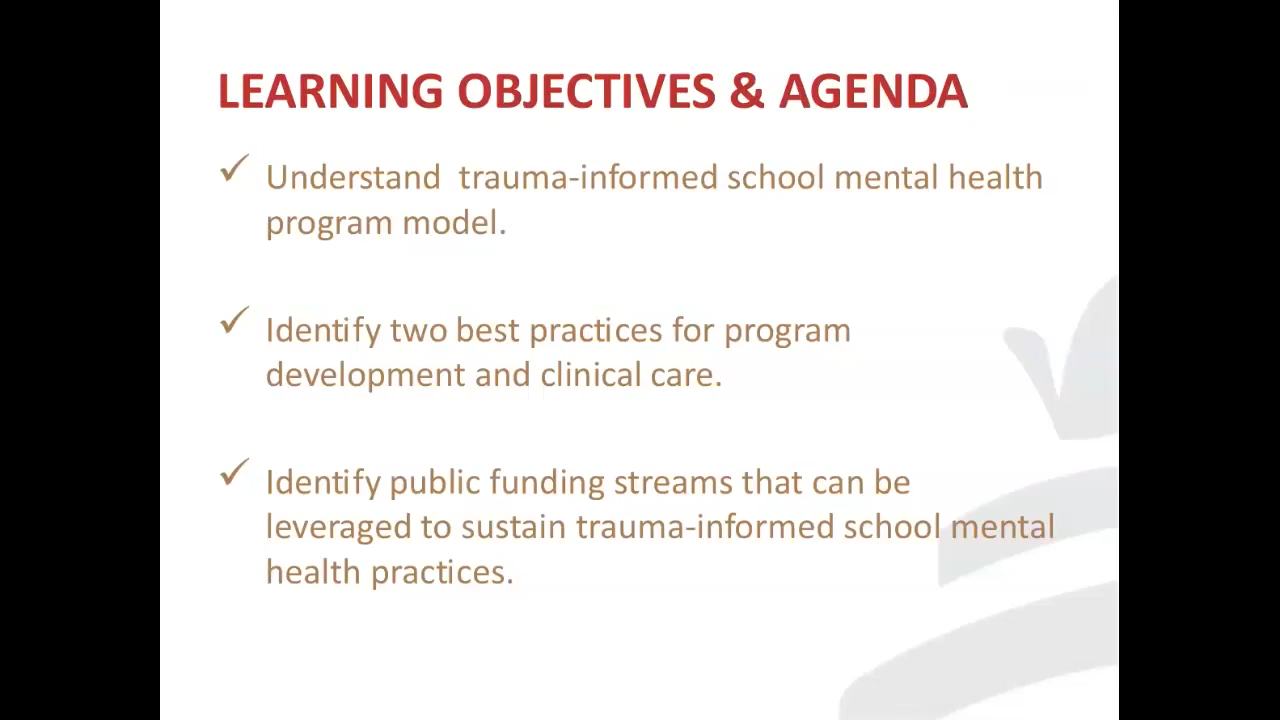 LEARNING OBJECTIVES & AGENDA
Understand  trauma-informed school mental health
program model.
Identify two best practices for program
development and clinical care.
Identify public funding streams that can be
leveraged to sustain trauma-informed school mental
health practices.